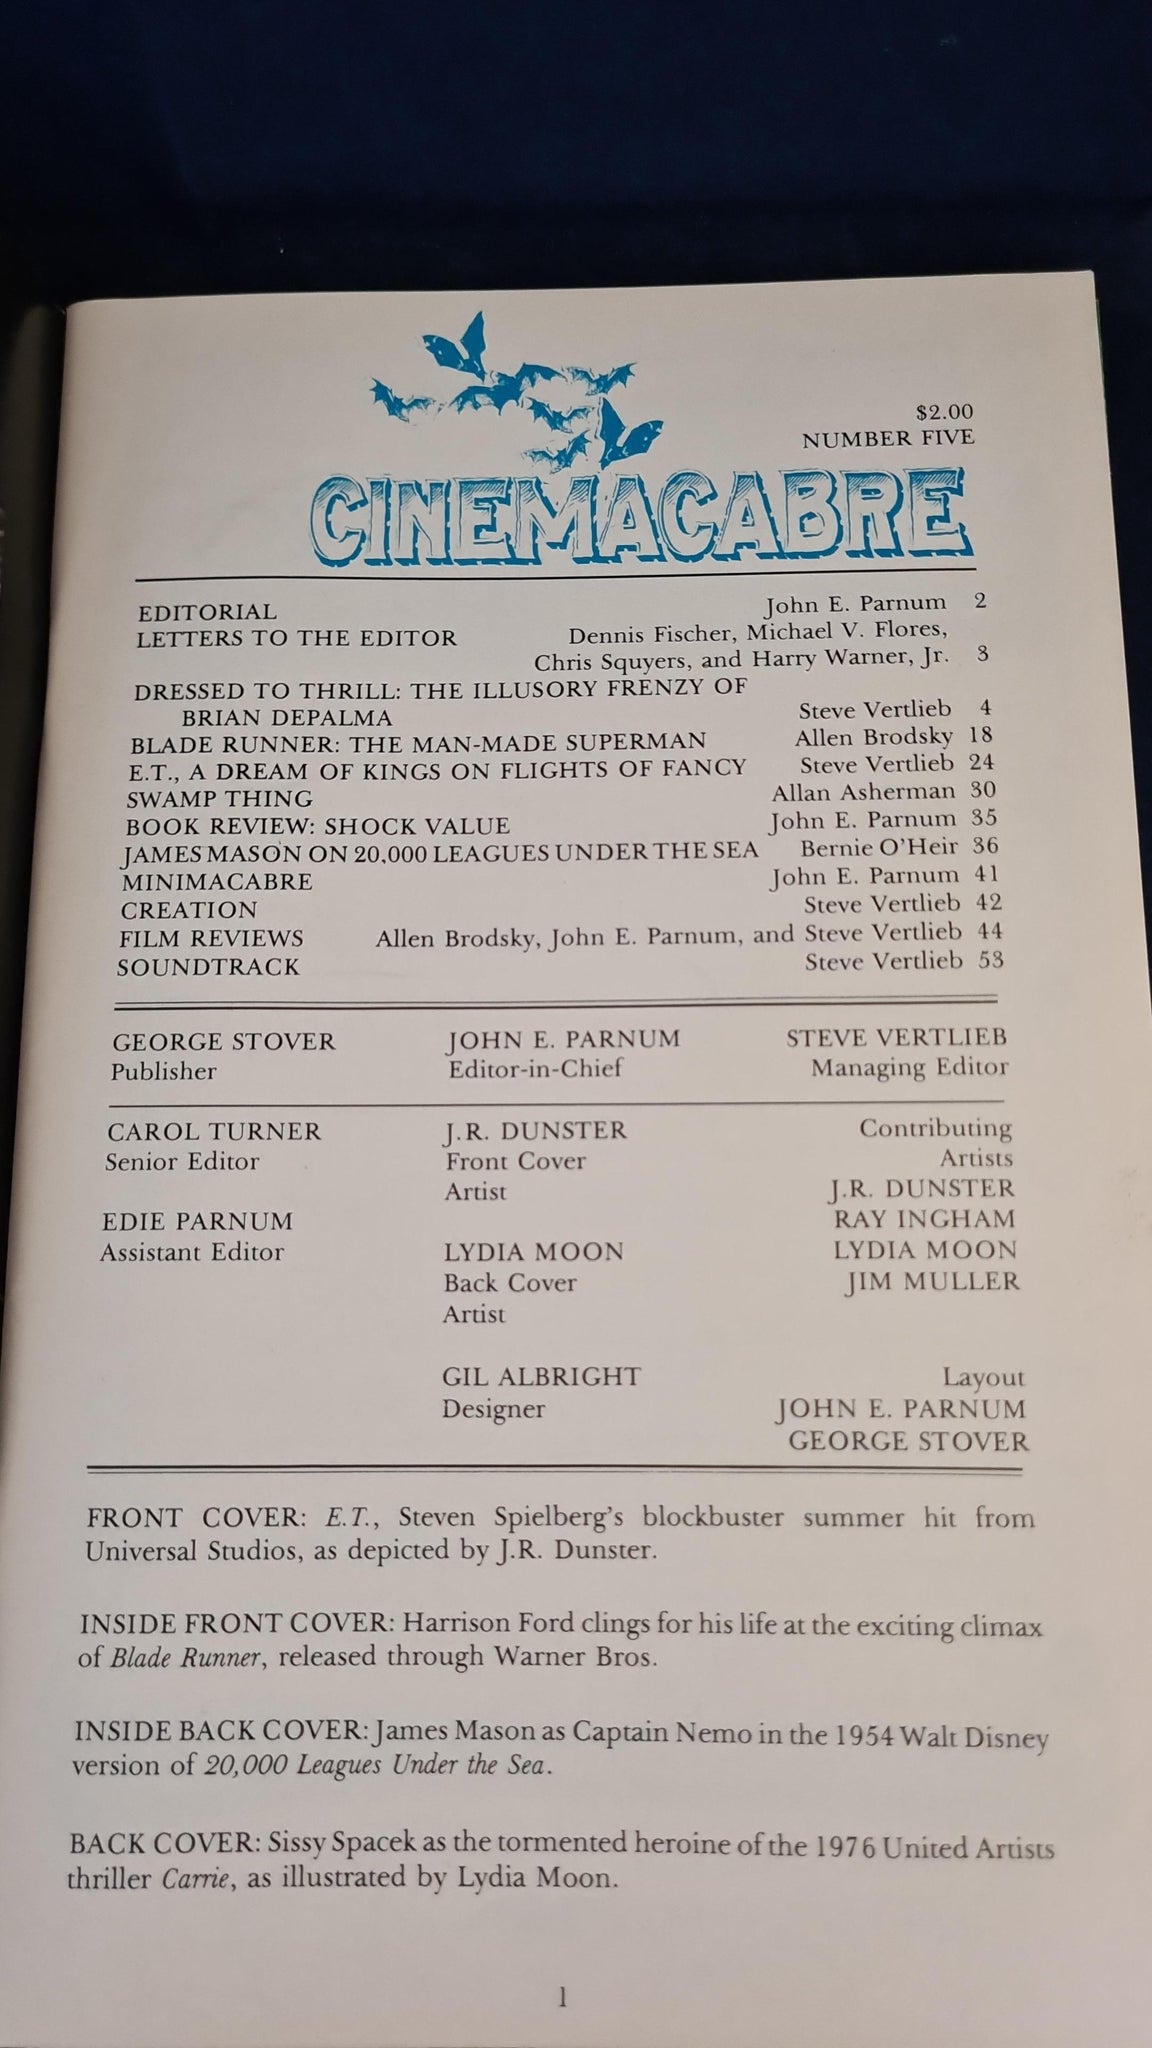 $2.00
NUMBER FIVE
CINEMACABRE
EDITORIAL John E. Parnum 2
LETTERS TO THE EDITOR Dennis Fischer, Michael V. Flores,
Chris Squyers, and Harry Warner, Jr. 3
DRESSED TO THRILL: THE ILLUSORY FRENZY OF
BRIAN DEPALMA Steve Vertlieb 4
BLADE RUNNER: THE MAN-MADE SUPERMAN Allen Brodsky 18
E.T., A DREAM OF KINGS ON FLIGHTS OF FANCY Steve Vertlieb 24
SWAMP THING Allan Asherman 30
BOOK REVIEW: SHOCK VALUE John E. Parnum 35
JAMES MASON ON 20,000 LEAGUES UNDER THE SEA Bernie O'Heir 36
MINIMACABRE John E. Parnum 41
CREATION Steve Vertlieb 42
FILM REVIEWS Allen Brodsky, John E. Parnum, and Steve Vertlieb 44
SOUNDTRACK Steve Vertlieb 53
GEORGE STOVER JOHN E. PARNUM STEVE VERTLIEB
Publisher Editor-in-Chief Managing Editor
CAROL TURNER J.R. DUNSTER Contributing
Senior Editor Front Cover Artists
Artist J.R. DUNSTER
EDIE PARNUM RAY INGHAM
Assistant Editor LYDIA MOON LYDIA MOON
Back Cover JIM MULLER
Artist
GIL ALBRIGHT Layout
Designer JOHN E. PARNUM
GEORGE STOVER
FRONT COVER: E.T., Steven Spielberg's blockbuster summer hit from
Universal Studios, as depicted by J.R. Dunster.
INSIDE FRONT COVER: Harrison Ford clings for his life at the exciting climax
of Blade Runner, released through Warner Bros.
INSIDE BACK COVER: James Mason as Captain Nemo in the 1954 Walt Disney
version of 20,000 Leagues Under the Sea.
BACK COVER: Sissy Spacek as the tormented heroine of the 1976 United Artists
thriller Carrie, as illustrated by Lydia Moon.
1